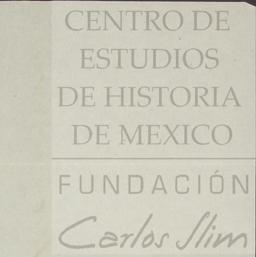 CENTRO DE
ESTUDIOS
DE HISTORIA
DE MEXICO
FUNDACIÓN
Carlos Slim